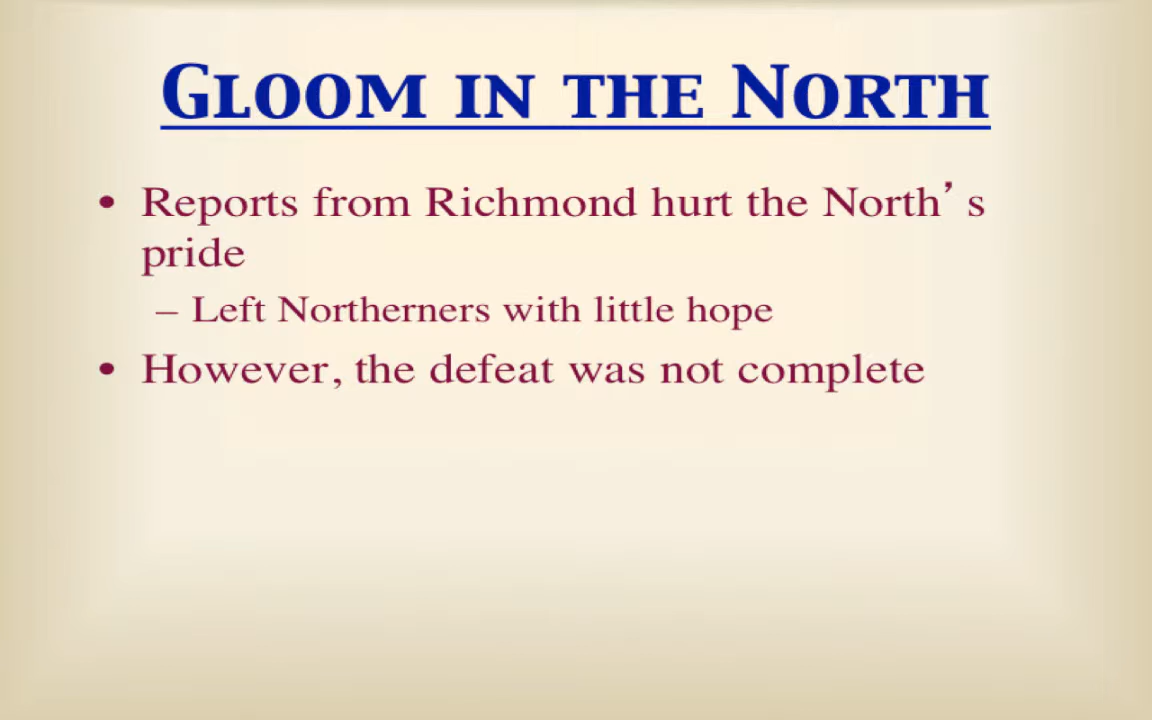 Gloom in the North
• Reports from Richmond hurt the North’s
pride
– Left Northerners with little hope
• However, the defeat was not complete